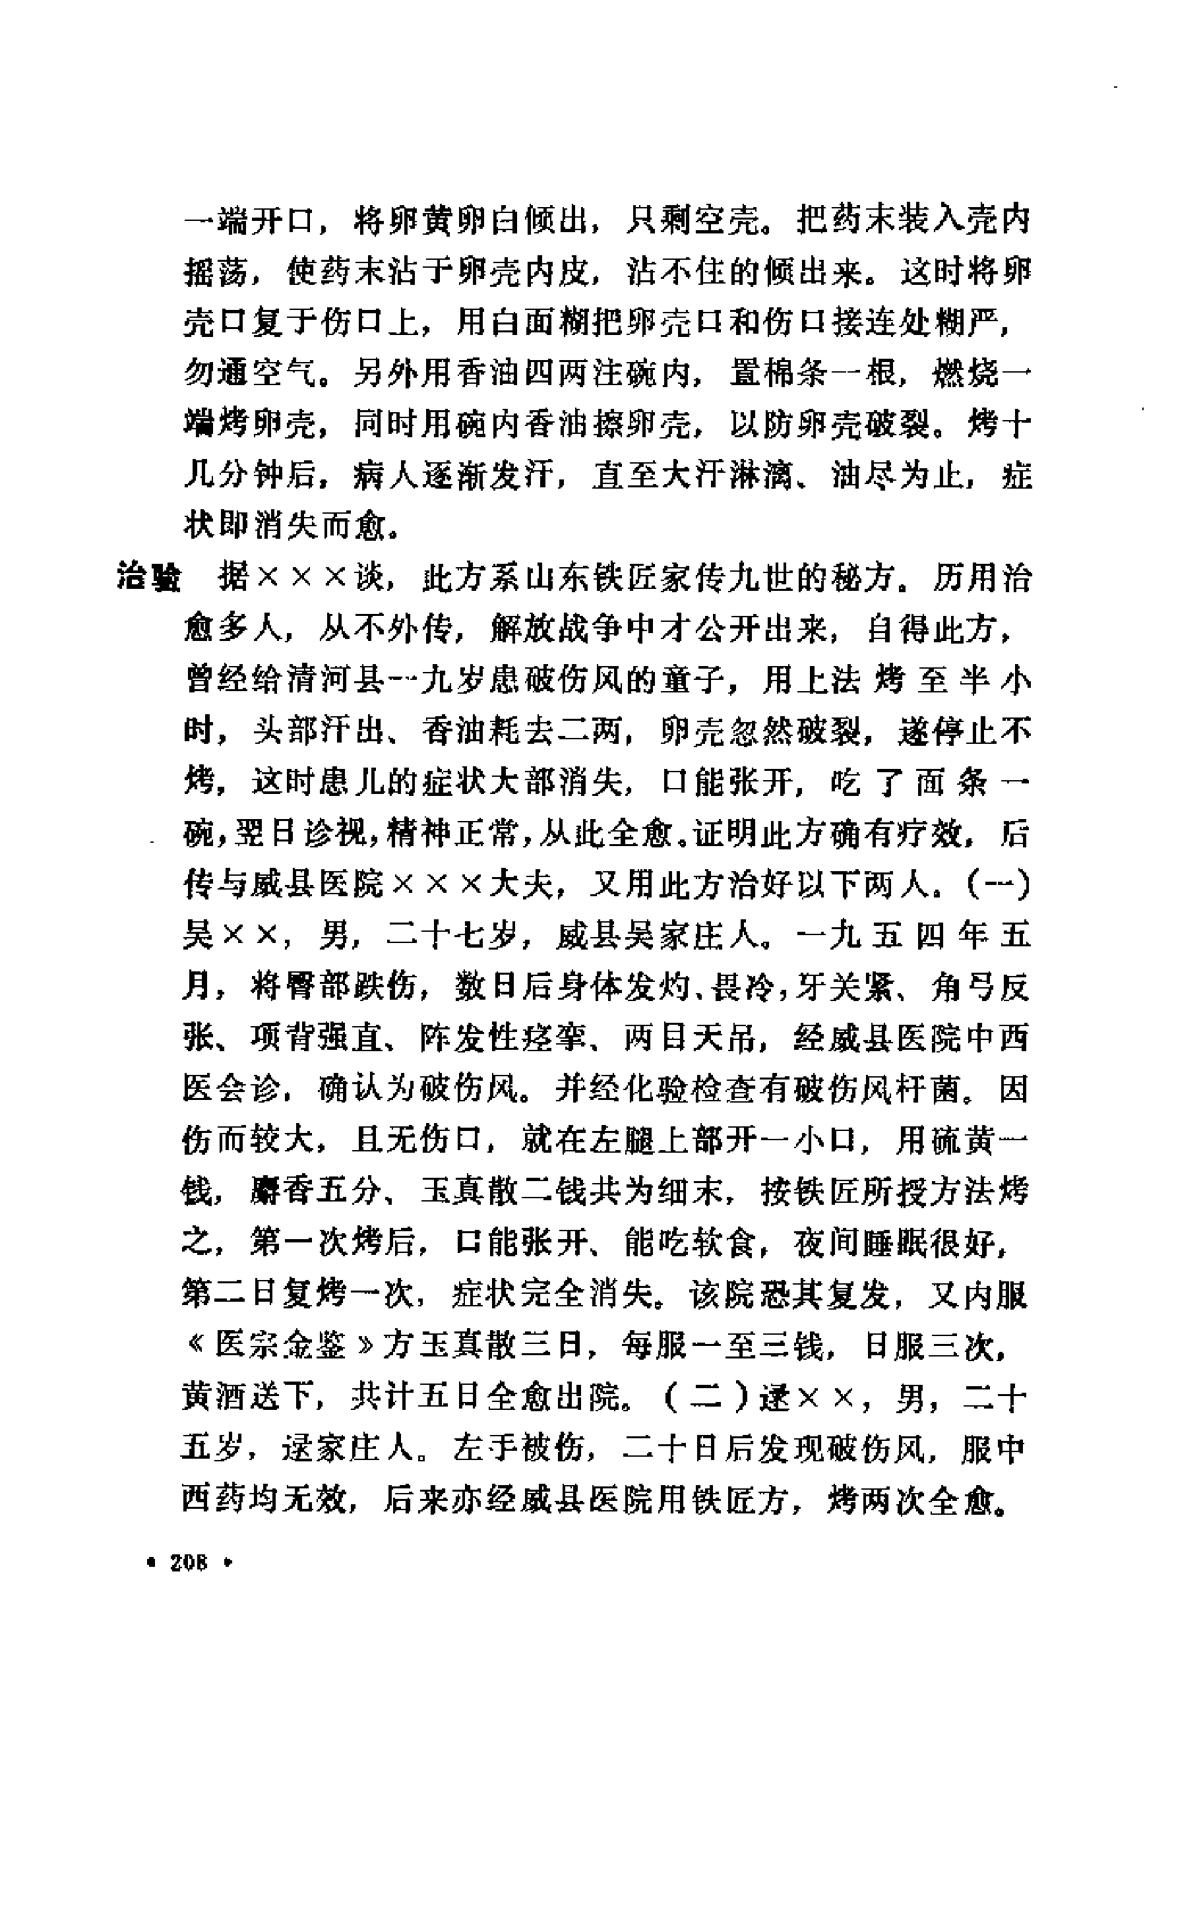 一端开口，将卵黄卵白倾出，只剩空壳。把药末装入壳内
摇荡，使药末沾于卵壳内皮，沾不住的倾出来。这时将卵
壳口复于伤口上，用白面糊把卵壳口和伤口接连处糊严，
勿通空气。另外用香油四两注碗内，置棉条一根，燃烧一
端烤卵壳，同时用碗内香油擦卵壳，以防卵壳破裂。烤十
几分钟后，病人逐渐发汗，直至大汗淋漓、油尽为止，症
状即消失而愈。
治验　据×××谈，此方系山东铁匠家传九世的秘方。历用治
愈多人，从不外传，解放战争中才公开出来，自得此方，
曾经给清河县一九岁患破伤风的童子，用上法烤至半小
时，头部汗出、香油耗去二两，卵壳忽然破裂，遂停止不
烤，这时患儿的症状大部消失，口能张开，吃了面条一
碗，翌日诊视，精神正常，从此全愈。证明此方确有疗效，后
传与威县医院×××大夫，又用此方治好以下两人。（一）
吴××，男，二十七岁，威县吴家庄人。一九五四年五
月，将臀部跌伤，数日后身体发灼、畏冷，牙关紧、角弓反
张、项背强直、阵发性痉挛、两目天吊，经威县医院中西
医会诊，确认为破伤风。并经化验检查有破伤风杆菌。因
伤面较大，且无伤口，就在左腿上部开一小口，用硫黄一
钱，麝香五分、玉真散二钱共为细末，按铁匠所授方法烤
之，第一次烤后，口能张开、能吃软食，夜间睡眠很好，
第二日复烤一次，症状完全消失。该院恐其复发，又内服
《医宗金鉴》方玉真散三日，每服一至三钱，日服三次，
黄酒送下，共计五日全愈出院。（二）逯××，男，二十
五岁，逯家庄人。左手被伤，二十日后发现破伤风，服中
西药均无效，后来亦经威县医院用铁匠方，烤两次全愈。
• 208 •